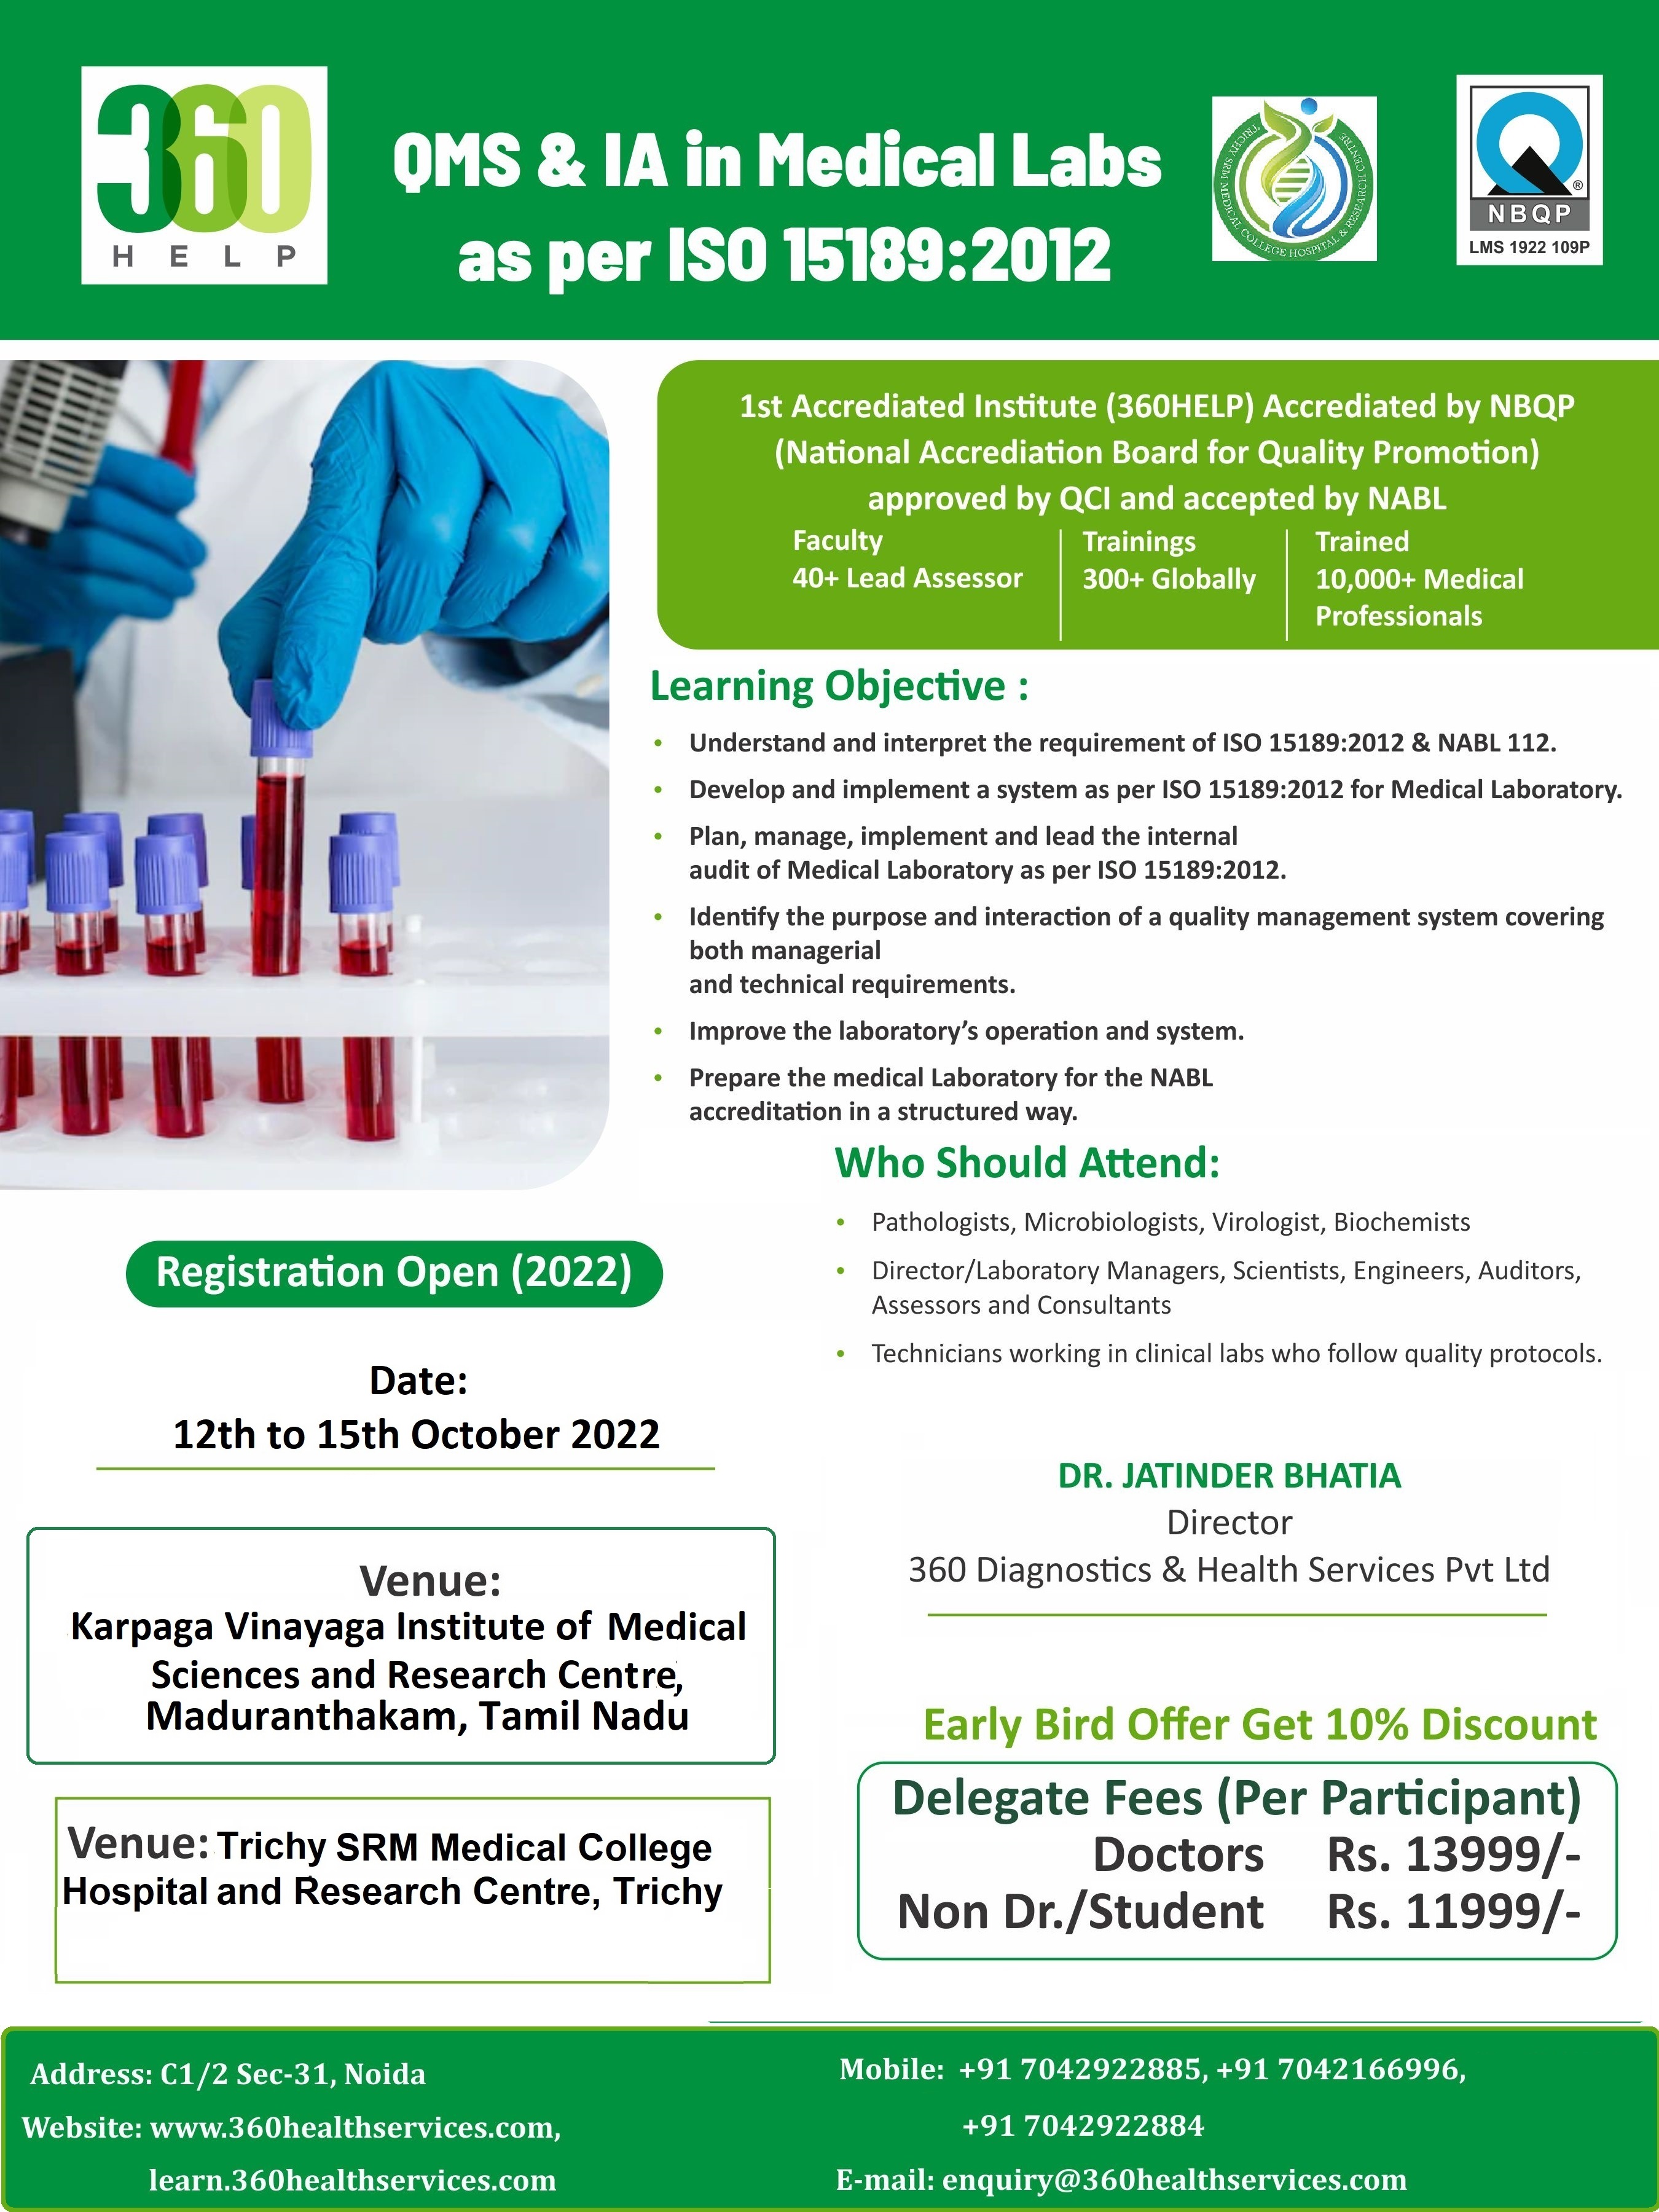 360
HELP
QMS & IA in Medical Labs
as per ISO 15189:2012
TRICHY SRM MEDICAL COLLEGE HOSPITAL & RESEARCH CENTRE
®
NBQP
LMS 1922 109P
1st Accrediated Institute (360HELP) Accrediated by NBQP
(National Accrediation Board for Quality Promotion)
approved by QCI and accepted by NABL
Faculty
40+ Lead Assessor
Trainings
300+ Globally
Trained
10,000+ Medical
Professionals
Learning Objective :
• Understand and interpret the requirement of ISO 15189:2012 & NABL 112.
• Develop and implement a system as per ISO 15189:2012 for Medical Laboratory.
• Plan, manage, implement and lead the internal
audit of Medical Laboratory as per ISO 15189:2012.
• Identify the purpose and interaction of a quality management system covering
both managerial
and technical requirements.
• Improve the laboratory’s operation and system.
• Prepare the medical Laboratory for the NABL
accreditation in a structured way.
Who Should Attend:
• Pathologists, Microbiologists, Virologist, Biochemists
• Director/Laboratory Managers, Scientists, Engineers, Auditors,
Assessors and Consultants
• Technicians working in clinical labs who follow quality protocols.
Registration Open (2022)
Date:
12th to 15th October 2022
Venue:
Karpaga Vinayaga Institute of Medical
Sciences and Research Centre,
Maduranthakam, Tamil Nadu
Venue: Trichy SRM Medical College
Hospital and Research Centre, Trichy
DR. JATINDER BHATIA
Director
360 Diagnostics & Health Services Pvt Ltd
Early Bird Offer Get 10% Discount
Delegate Fees (Per Participant)
Doctors Rs. 13999/-
Non Dr./Student Rs. 11999/-
Address: C1/2 Sec-31, Noida
Website: www.360healthservices.com,
learn.360healthservices.com
Mobile: +91 7042922885, +91 7042166996,
+91 7042922884
E-mail: enquiry@360healthservices.com